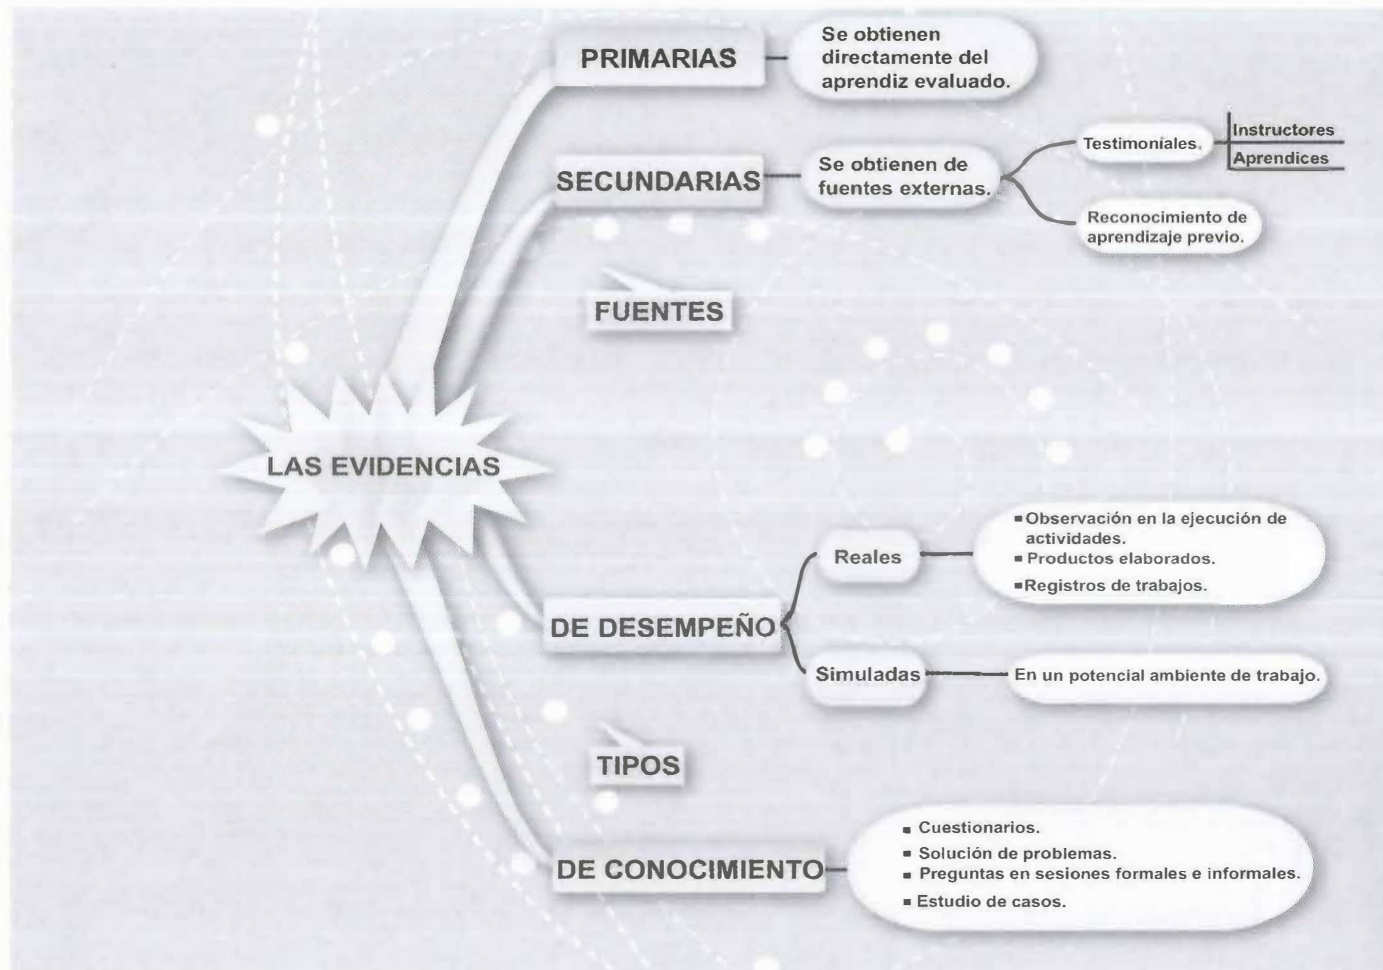 PRIMARIAS
Se obtienen
directamente del
aprendiz evaluado.
SECUNDARIAS
Se obtienen de
fuentes externas.
Testimoníales.
Instructores
Aprendices
Reconocimiento de
aprendizaje previo.
FUENTES
LAS EVIDENCIAS
DE DESEMPEÑO
Reales
▪Observación en la ejecución de
actividades.
▪ Productos elaborados.
▪Registros de trabajos.
Simuladas
En un potencial ambiente de trabajo.
TIPOS
DE CONOCIMIENTO
▪ Cuestionarios.
▪ Solución de problemas.
▪ Preguntas en sesiones formales e informales.
▪ Estudio de casos.